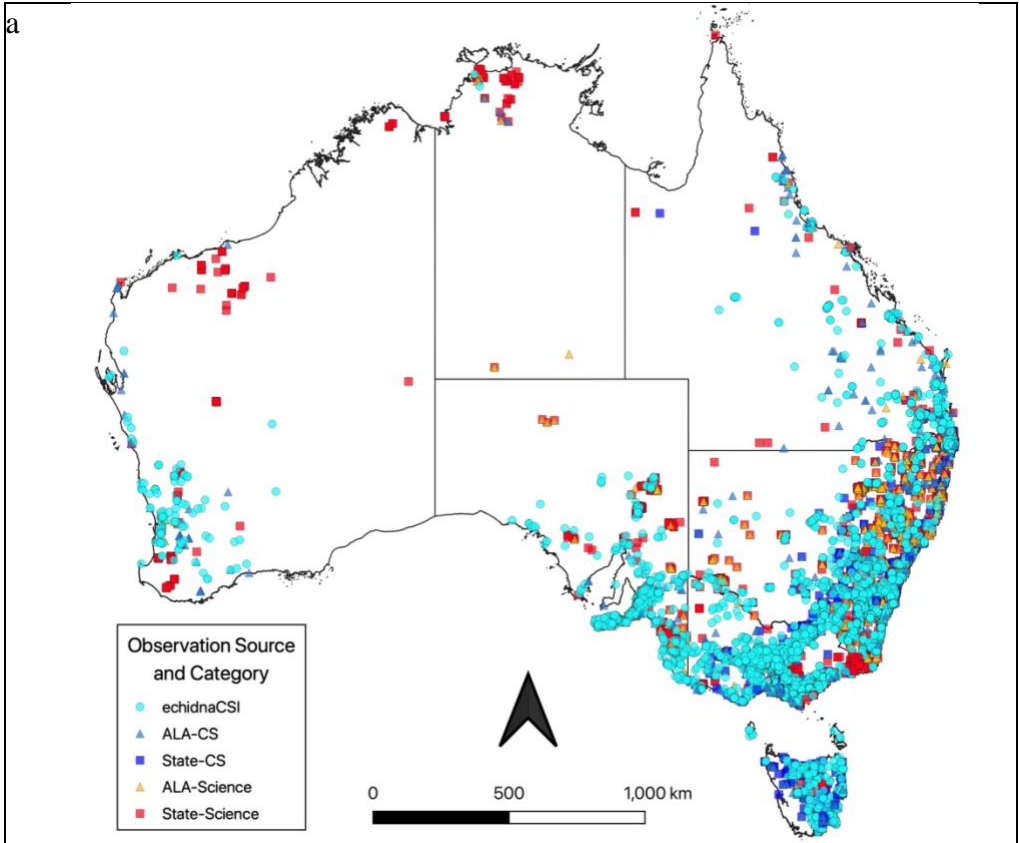 a
Observation Source
and Category
echidnaCSI
ALA-CS
State-CS
ALA-Science
State-Science
0 500 1,000 km